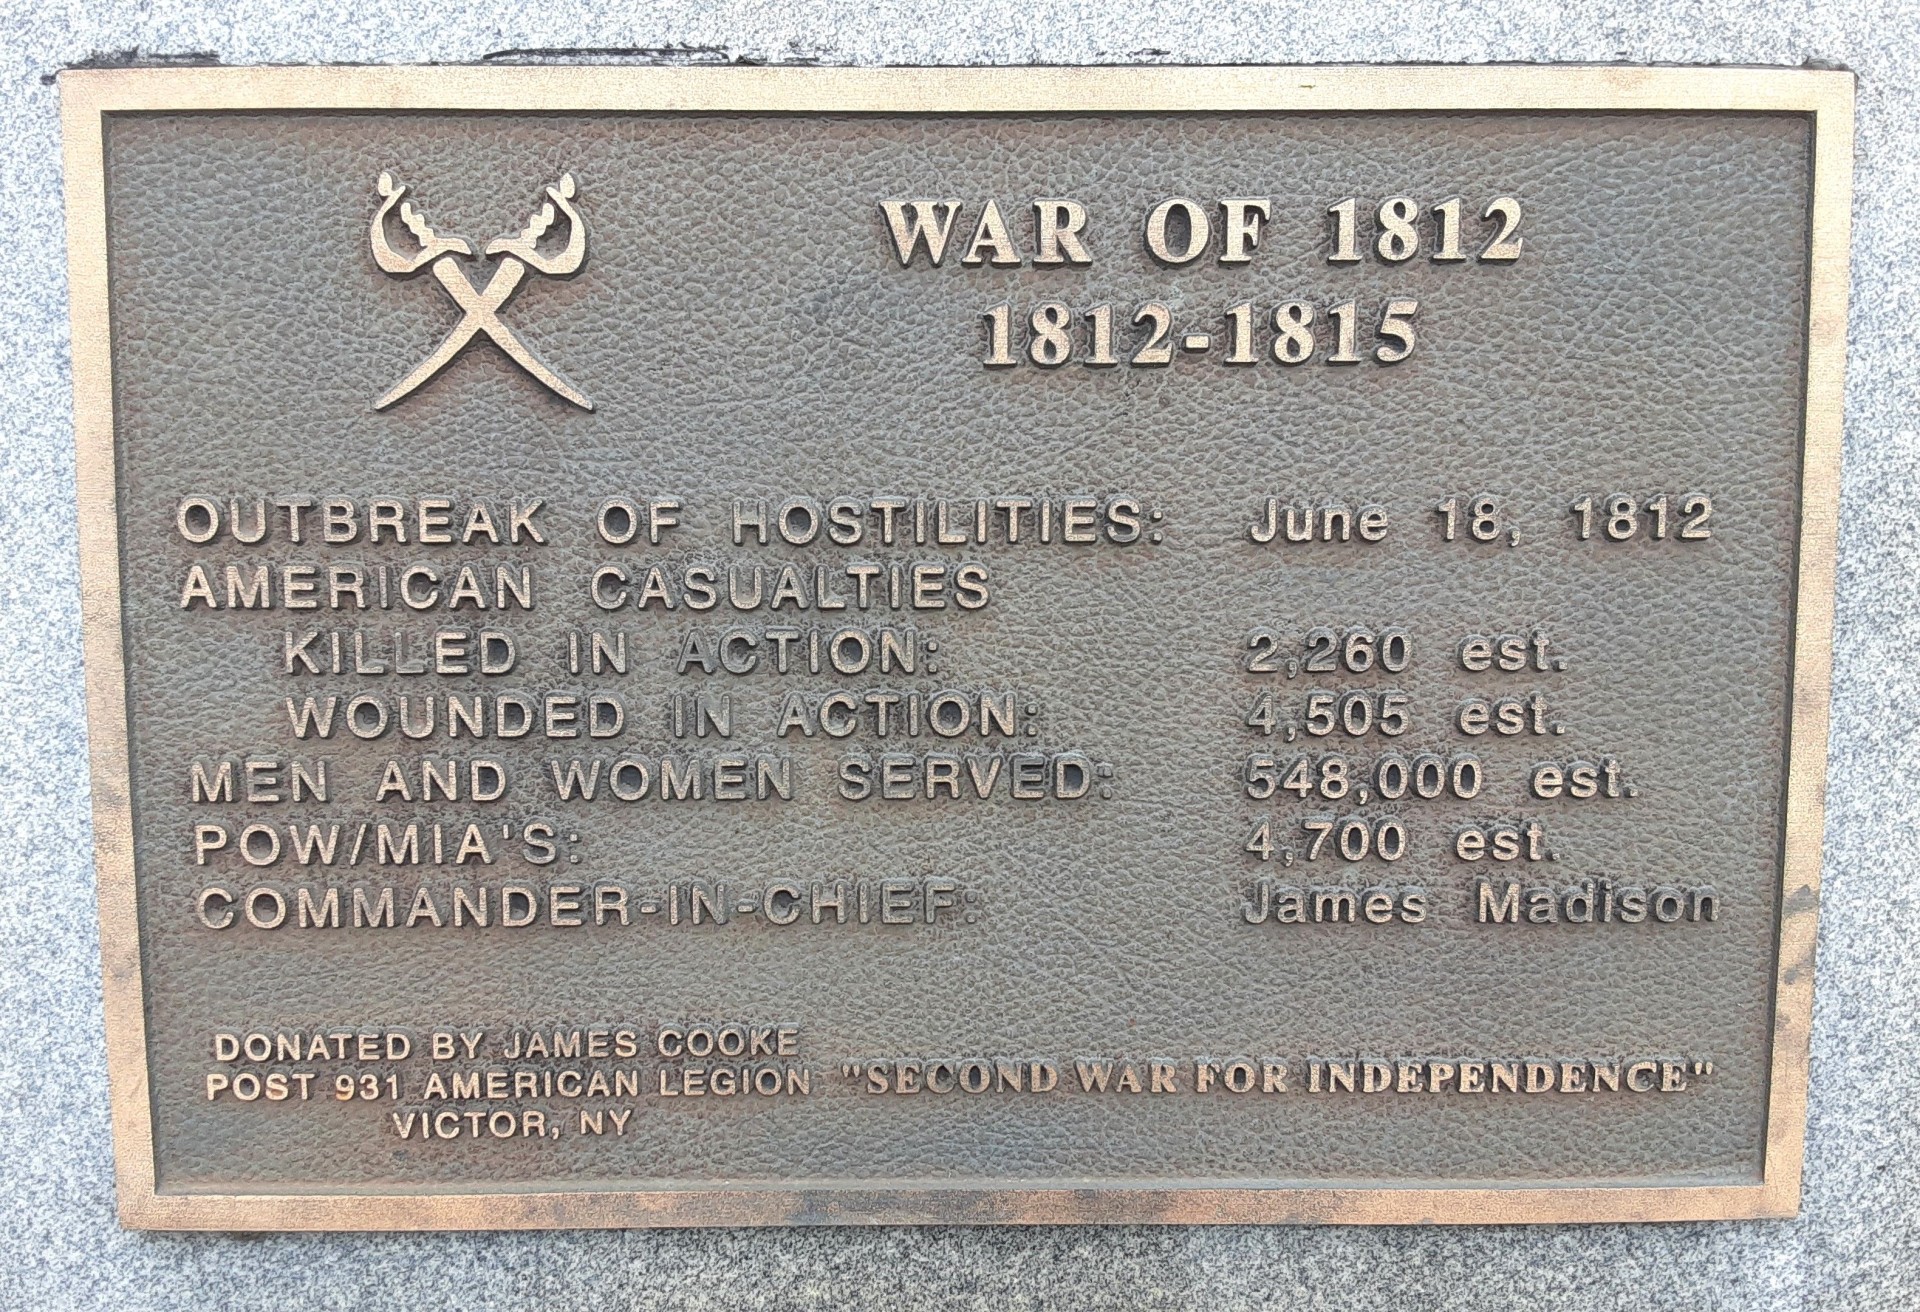 WAR OF 1812
1812-1815
OUTBREAK OF HOSTILITIES: June 18, 1812
AMERICAN CASUALTIES
KILLED IN ACTION: 2,260 est.
WOUNDED IN ACTION: 4,505 est.
MEN AND WOMEN SERVED: 548,000 est.
POW/MIA'S: 4,700 est.
COMMANDER-IN-CHIEF: James Madison
DONATED BY JAMES COOKE
POST 931 AMERICAN LEGION
VICTOR, NY
"SECOND WAR FOR INDEPENDENCE"